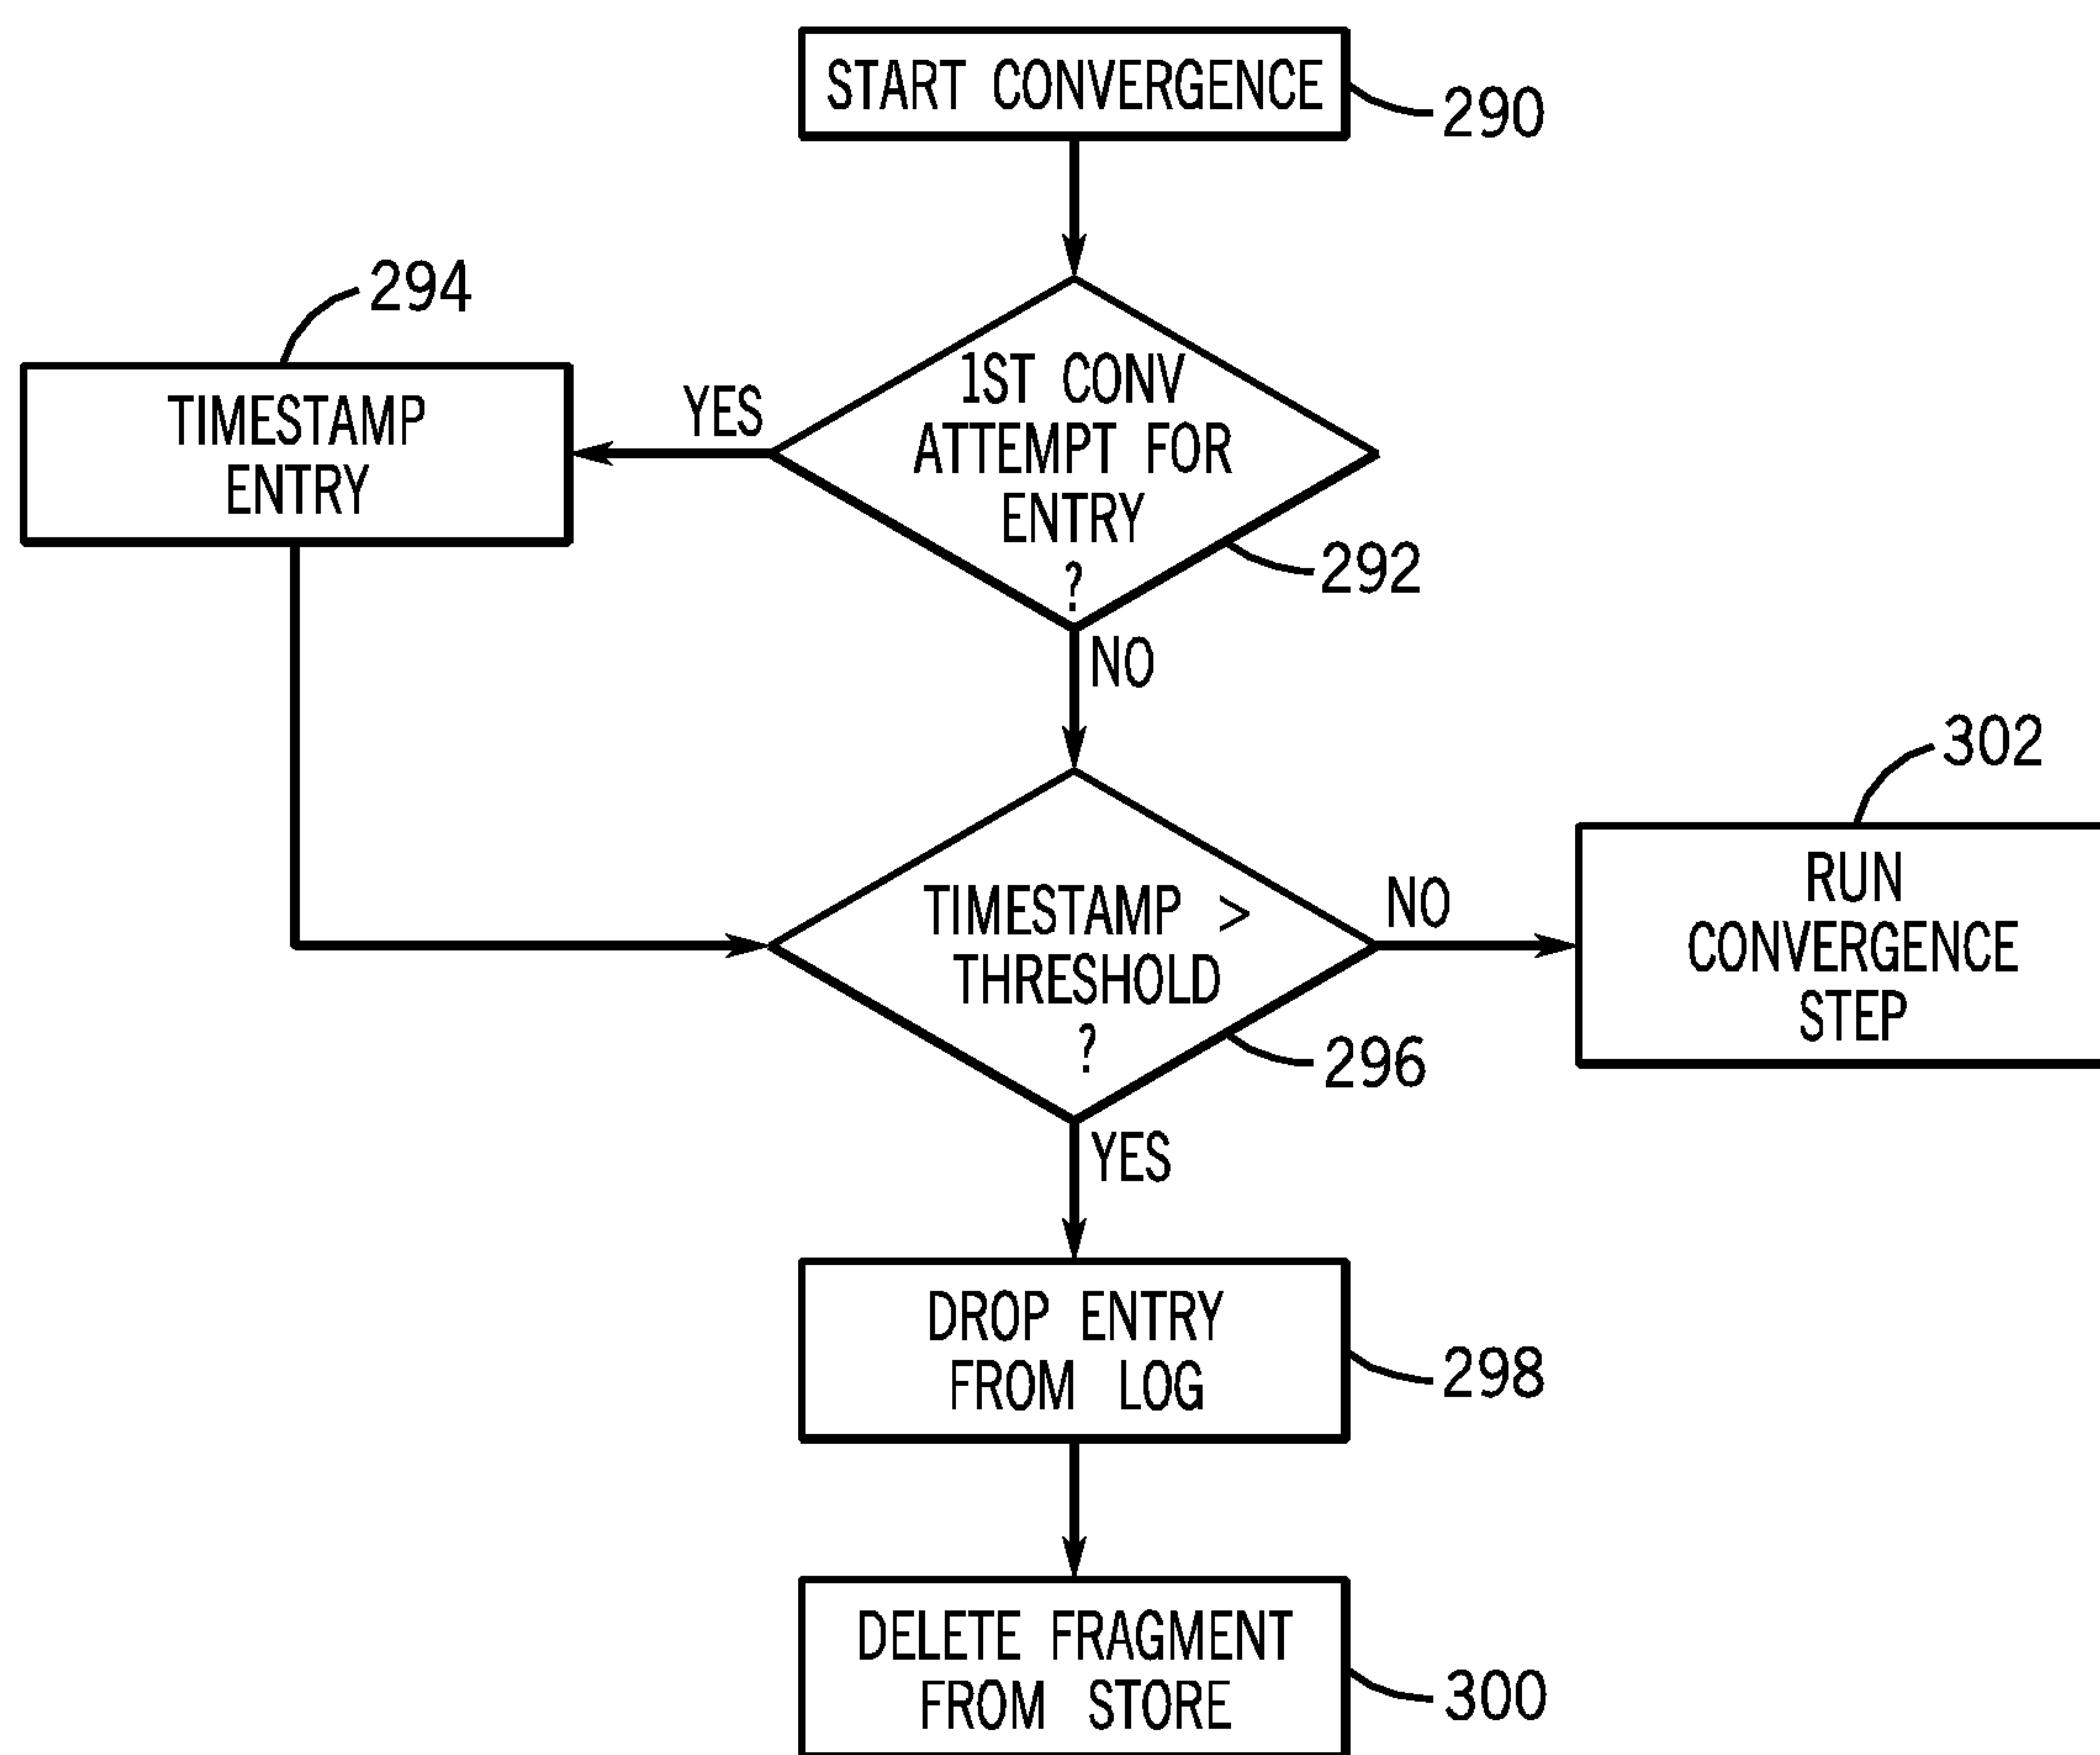 START CONVERGENCE
290
294
TIMESTAMP
ENTRY
YES
1ST CONV
ATTEMPT FOR
ENTRY
?
292
NO
302
RUN
CONVERGENCE
STEP
NO
TIMESTAMP >
THRESHOLD
?
296
YES
DROP ENTRY
FROM LOG
298
DELETE FRAGMENT
FROM STORE
300